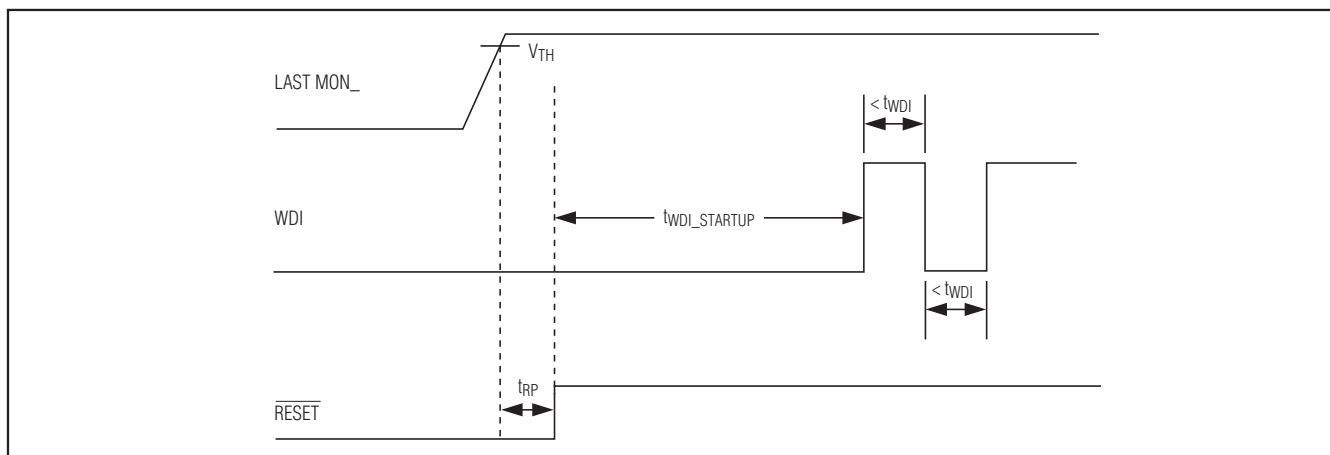 VTH
LAST MON_
< tWDI
WDI
tWDI_STARTUP
< tWDI
tRP
RESET